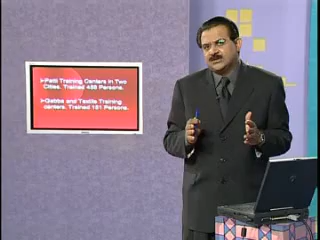 ➢Patti Training Centers in Two
Cities. Trained 458 Persons.
➢Gabba and Textile Training
centers. Trained 151 Persons.